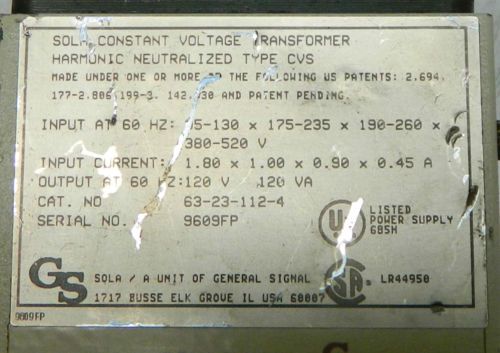 SOLA CONSTANT VOLTAGE TRANSFORMER
HARMONIC NEUTRALIZED TYPE CVS
MADE UNDER ONE OR MORE OF THE FOLLOWING US PATENTS: 2.694.
177-2.806.199-3. 142.830 AND PATENT PENDING.
INPUT AT 60 HZ: 95-130 x 175-235 x 190-260 x
380-520 V
INPUT CURRENT: 1.80 x 1.00 x 0.90 x 0.45 A
OUTPUT AT 60 HZ: 120 V 120 VA
CAT. NO 63-23-112-4
SERIAL NO. 9609FP
UL LISTED
POWER SUPPLY
685H
GS SOLA / A UNIT OF GENERAL SIGNAL SA LR44950
1717 BUSSE ELK GROVE IL USA 60007
9609FP
S